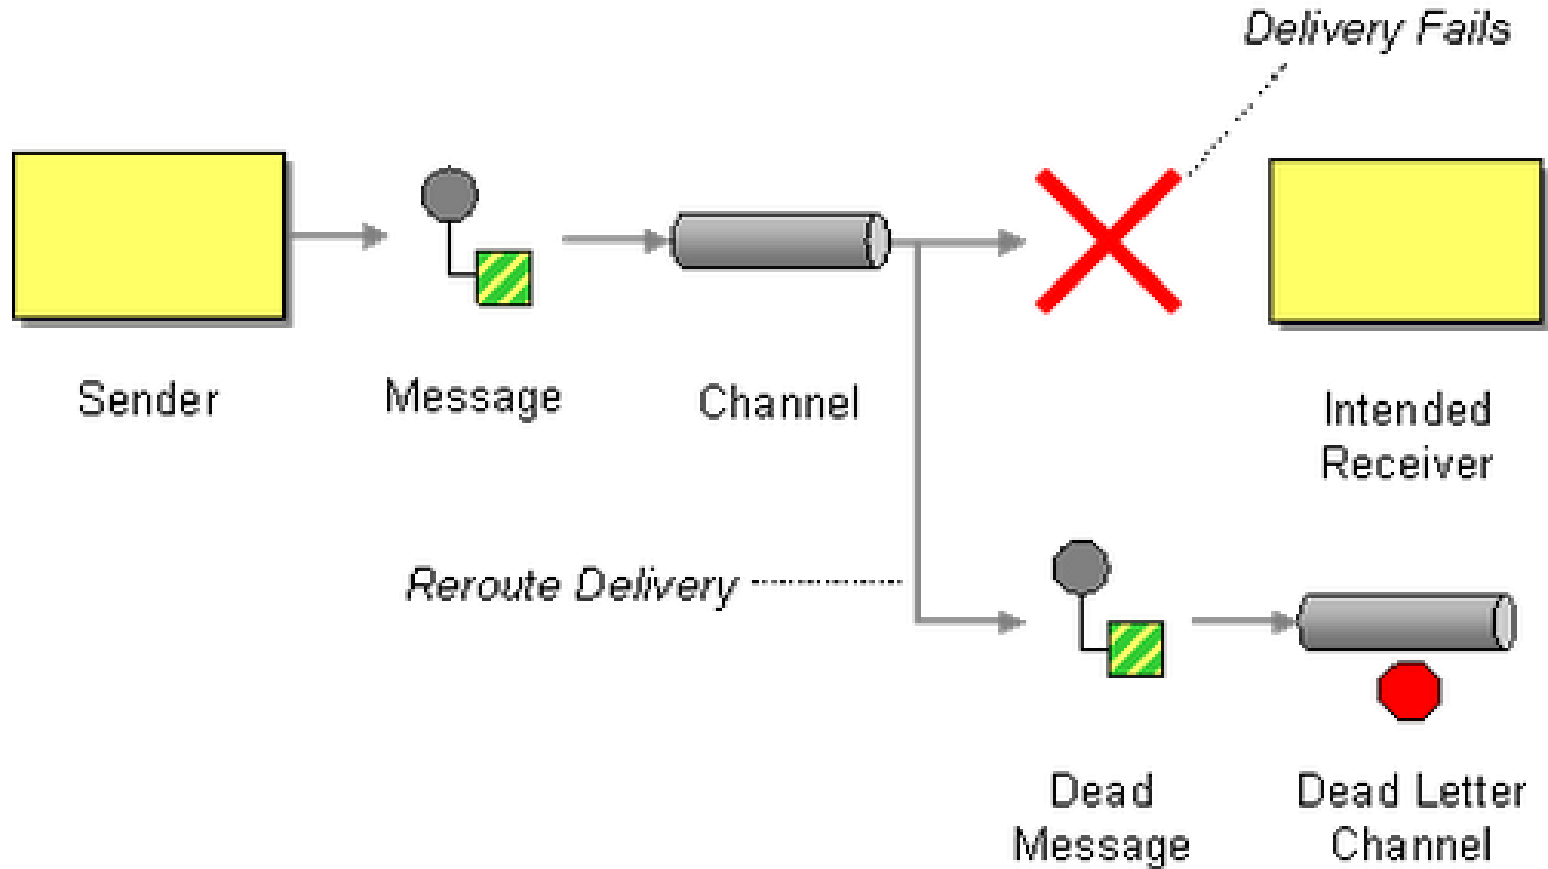 Delivery Fails
Sender
Message
Channel
Intended
Receiver
Reroute Delivery
Dead
Message
Dead Letter
Channel